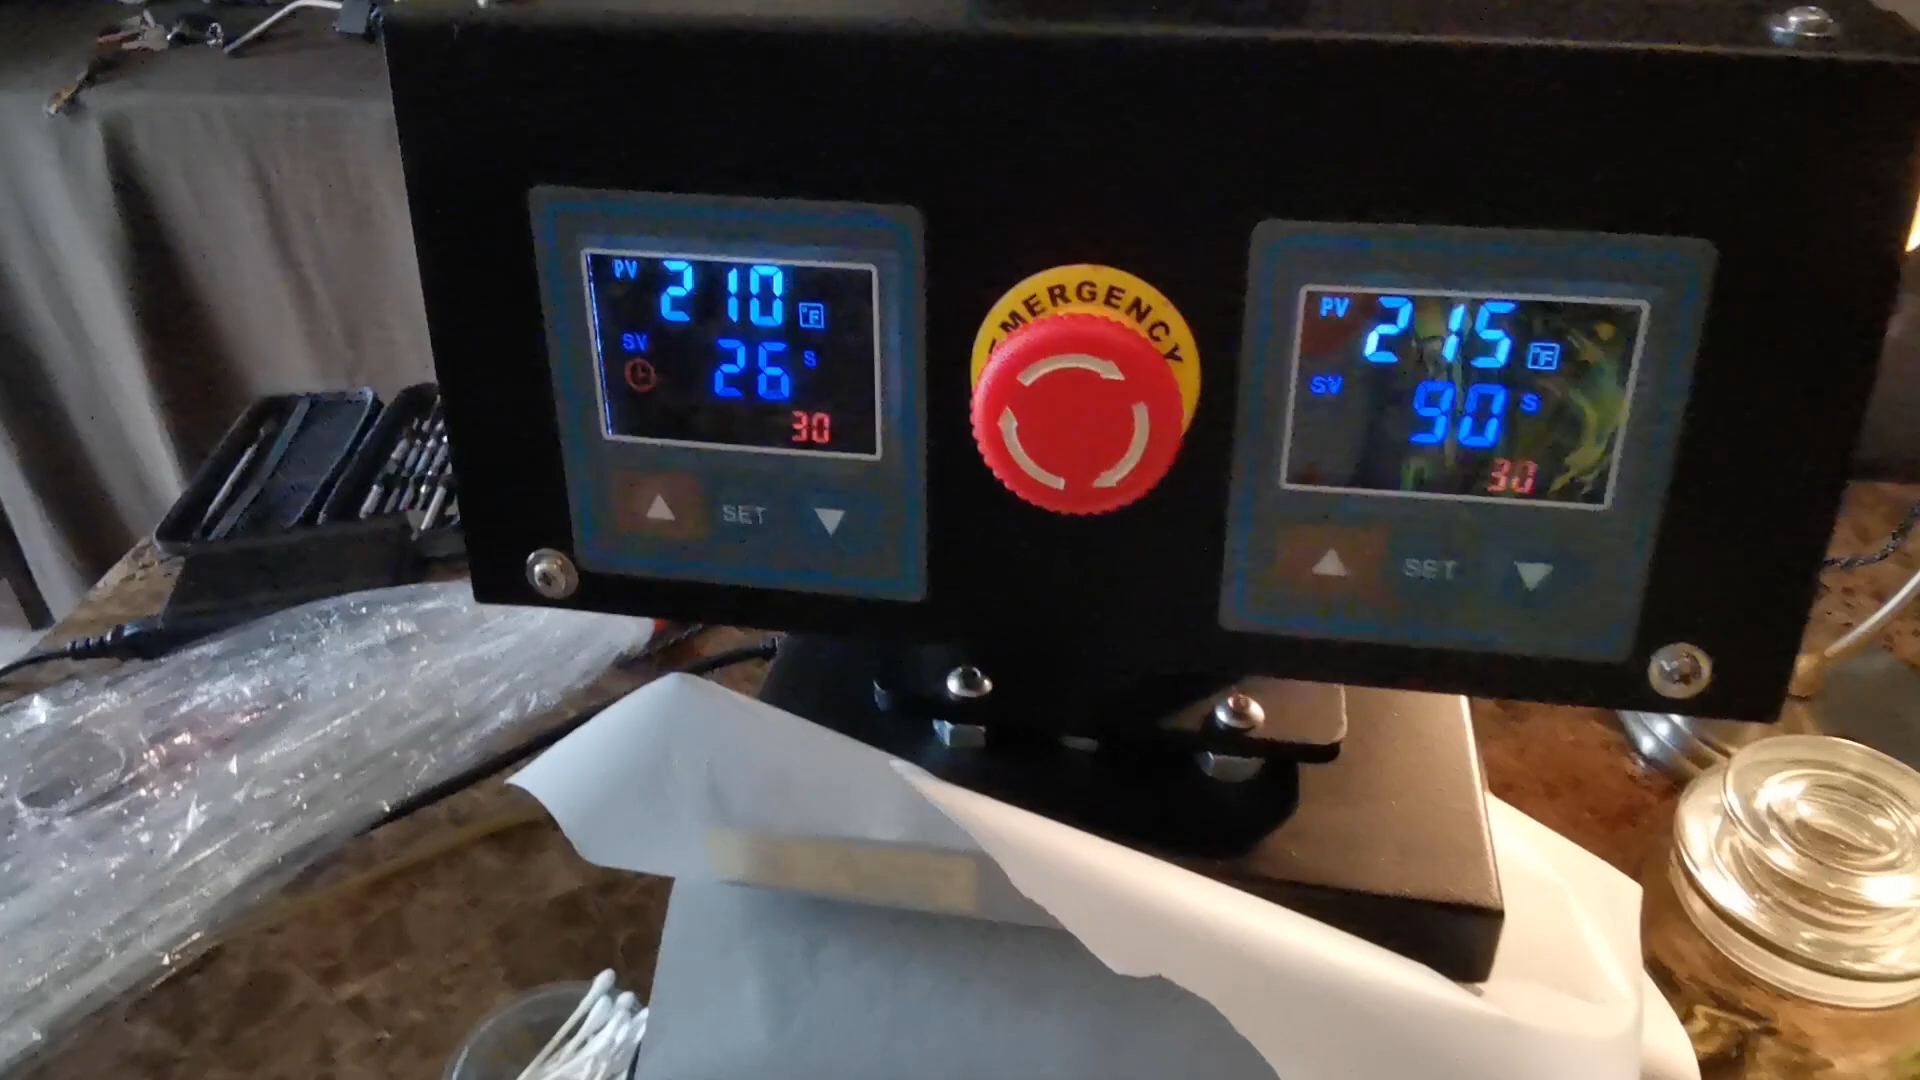 PV 210 °F
SV 26 S
30
SET
EMERGENCY
PV 215 °F
SV 90 S
30
SET